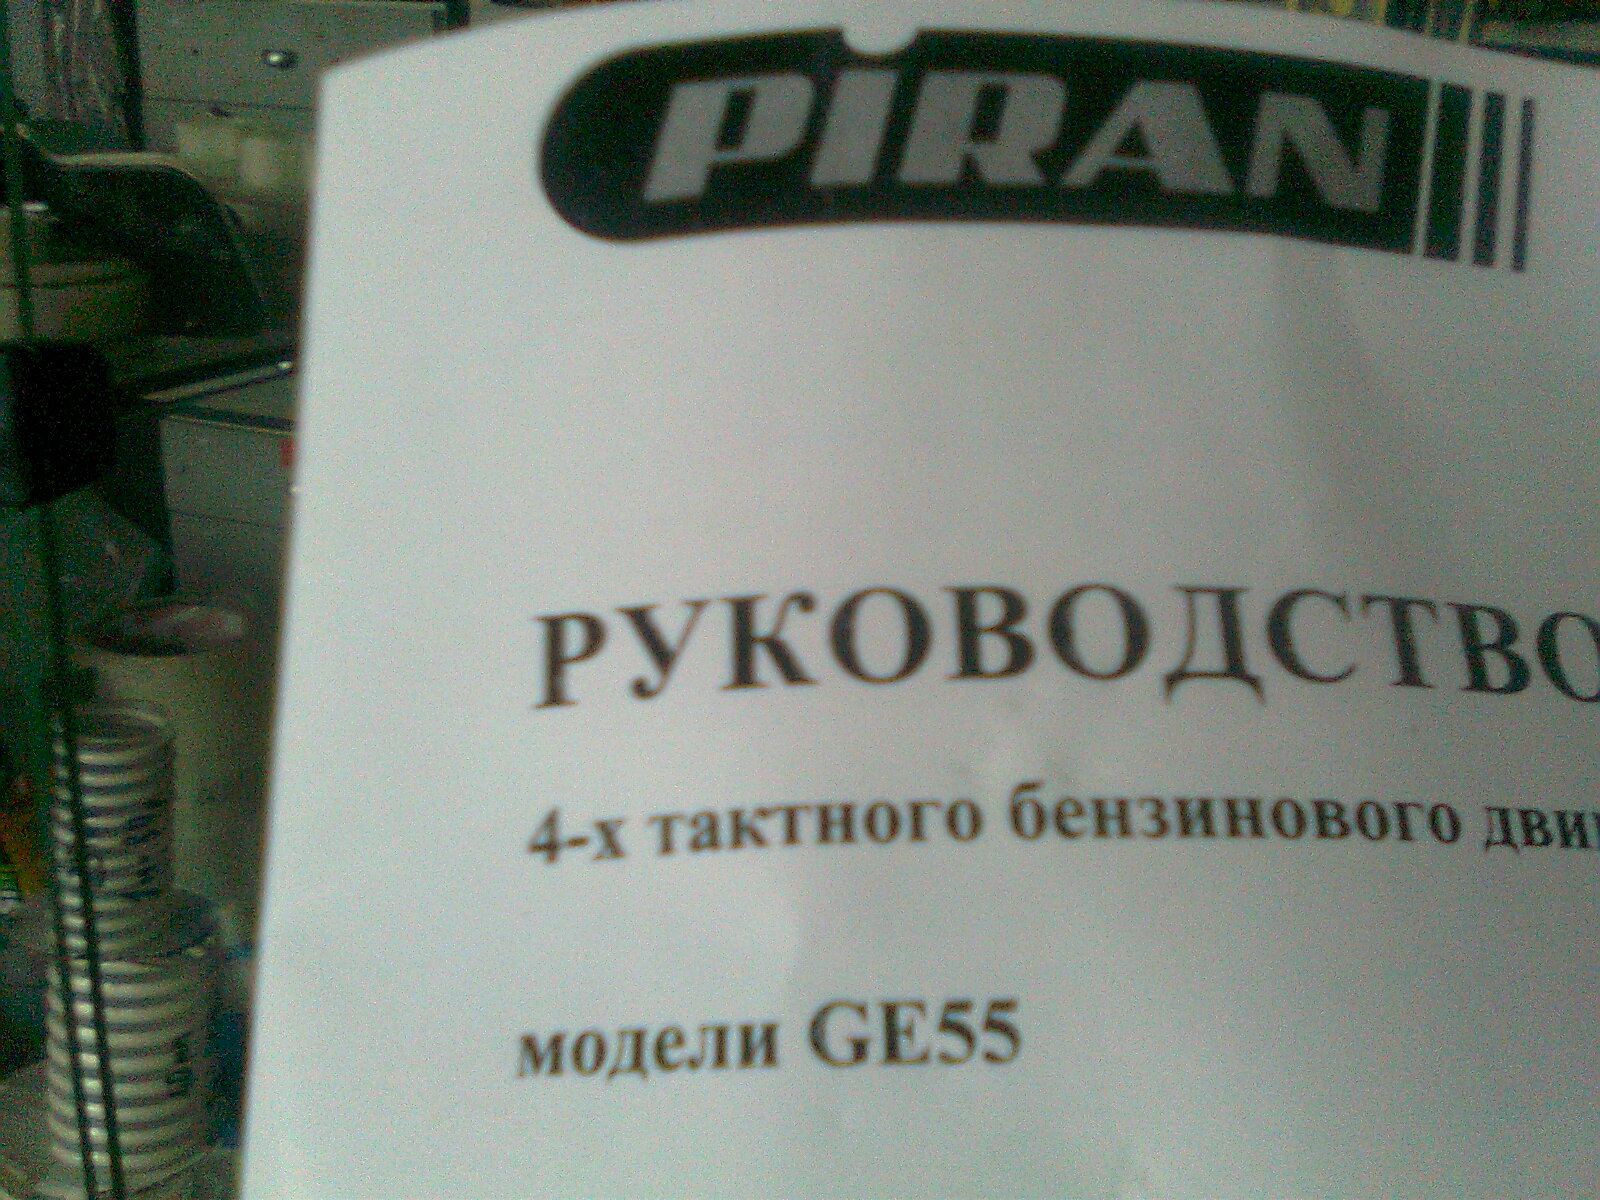 PiRAN
РУКОВОДСТВО
4-х тактного бензинового
модели GE55